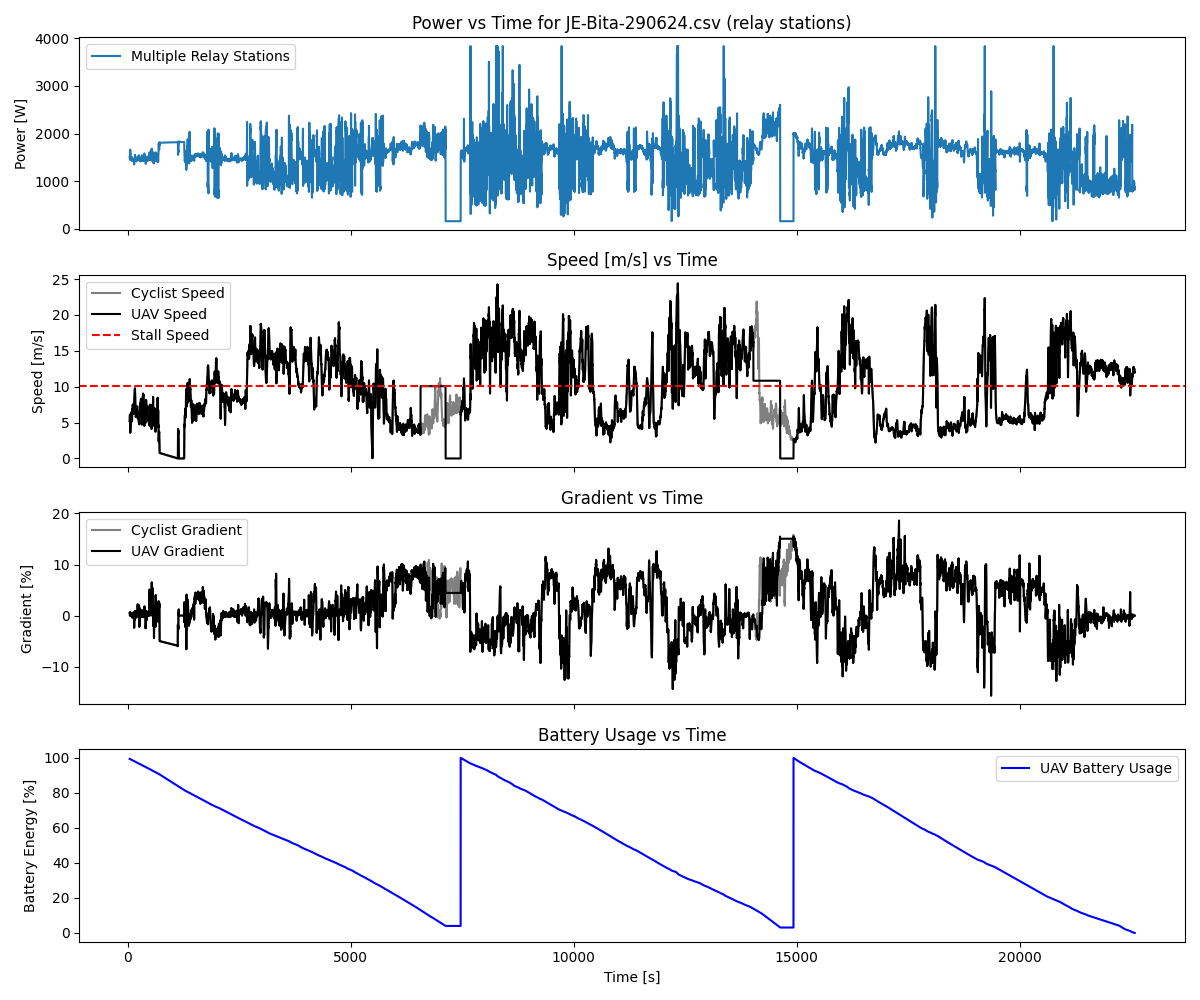 Power vs Time for JE-Bita-290624.csv (relay stations)
4000
3000
2000
1000
0
Power [W]
Multiple Relay Stations
Speed [m/s] vs Time
25
20
15
10
5
0
Speed [m/s]
Cyclist Speed
UAV Speed
Stall Speed
Gradient vs Time
20
10
0
−10
Gradient [%]
Cyclist Gradient
UAV Gradient
Battery Usage vs Time
100
80
60
40
20
0
Battery Energy [%]
UAV Battery Usage
0 5000 10000 15000 20000
Time [s]